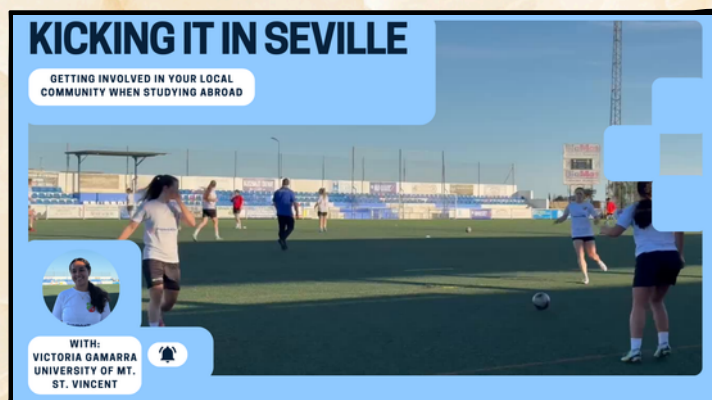 KICKING IT IN SEVILLE
GETTING INVOLVED IN YOUR LOCAL
COMMUNITY WHEN STUDYING ABROAD
WITH:
VICTORIA GAMARRA
UNIVERSITY OF MT.
ST. VINCENT